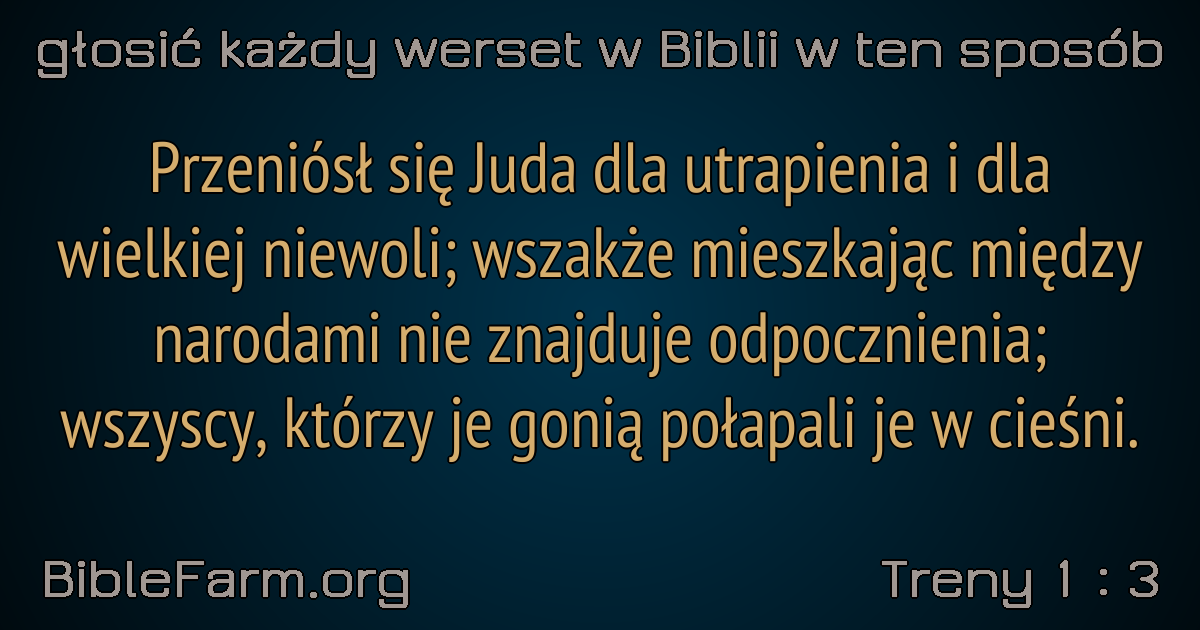 głosić każdy werset w Biblii w ten sposób
Przeniósł się Juda dla utrapienia i dla
wielkiej niewoli; wszakże mieszkając między
narodami nie znajduje odpocznienia;
wszyscy, którzy je gonią połapali je w cieśni.
BibleFarm.org
Treny 1 : 3